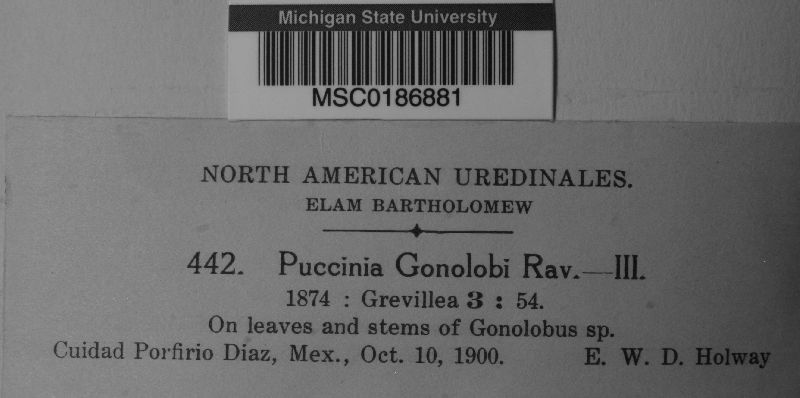 Michigan State University
MSC0186881
NORTH AMERICAN UREDINALES.
ELAM BARTHOLOMEW
442. Puccinia Gonolobi Rav.—III.
1874 : Grevillea 3 : 54.
On leaves and stems of Gonolobus sp.
Cuidad Porfirio Diaz, Mex., Oct. 10, 1900. E. W. D. Holway